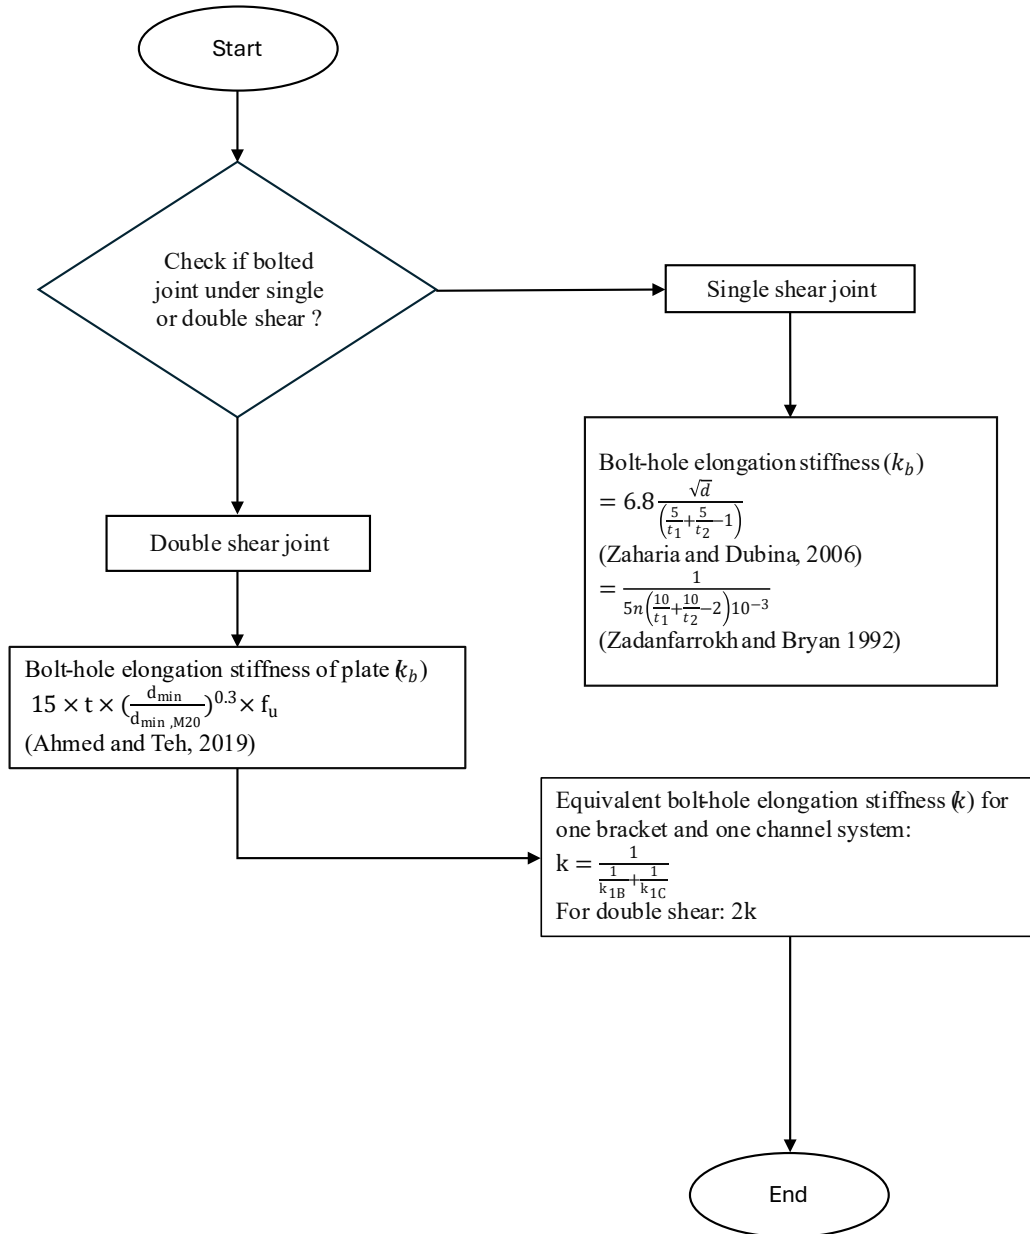 Start
Check if bolted
joint under single
or double shear ?
Single shear joint
Bolt-hole elongation stiffness (k_b)
= 6.8 √d / (5/t₁ + 5/t₂ − 1)
(Zaharia and Dubina, 2006)
= 1 / 5n(10/t₁ + 10/t₂ − 2)10⁻³
(Zadanfarrokh and Bryan 1992)
Double shear joint
Bolt-hole elongation stiffness of plate (k_b)
15 × t × (d_min / d_min ,M20)^0.3 × f_u
(Ahmed and Teh, 2019)
Equivalent bolt-hole elongation stiffness (k) for
one bracket and one channel system:
k = 1 / (1/k_1B + 1/k_1C)
For double shear: 2k
End